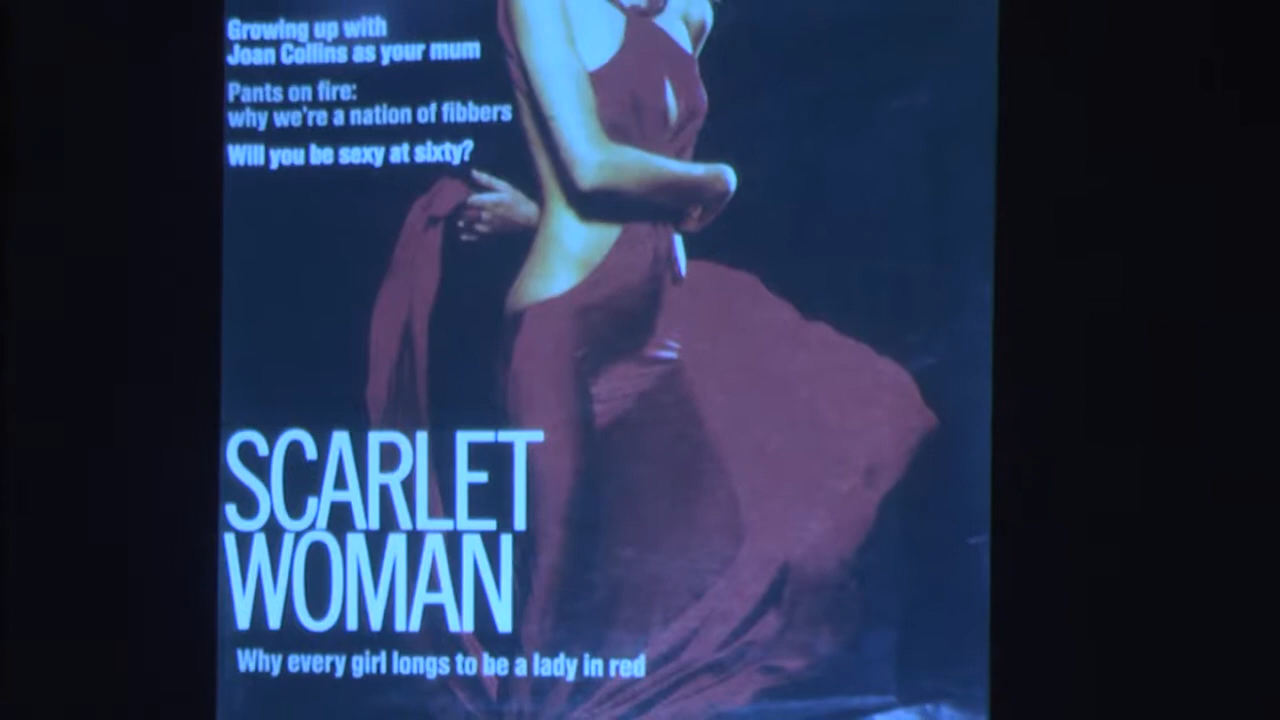 Growing up with
Joan Collins as your mum
Pants on fire:
why we're a nation of fibbers
Will you be sexy at sixty?
SCARLET
WOMAN
Why every girl longs to be a lady in red